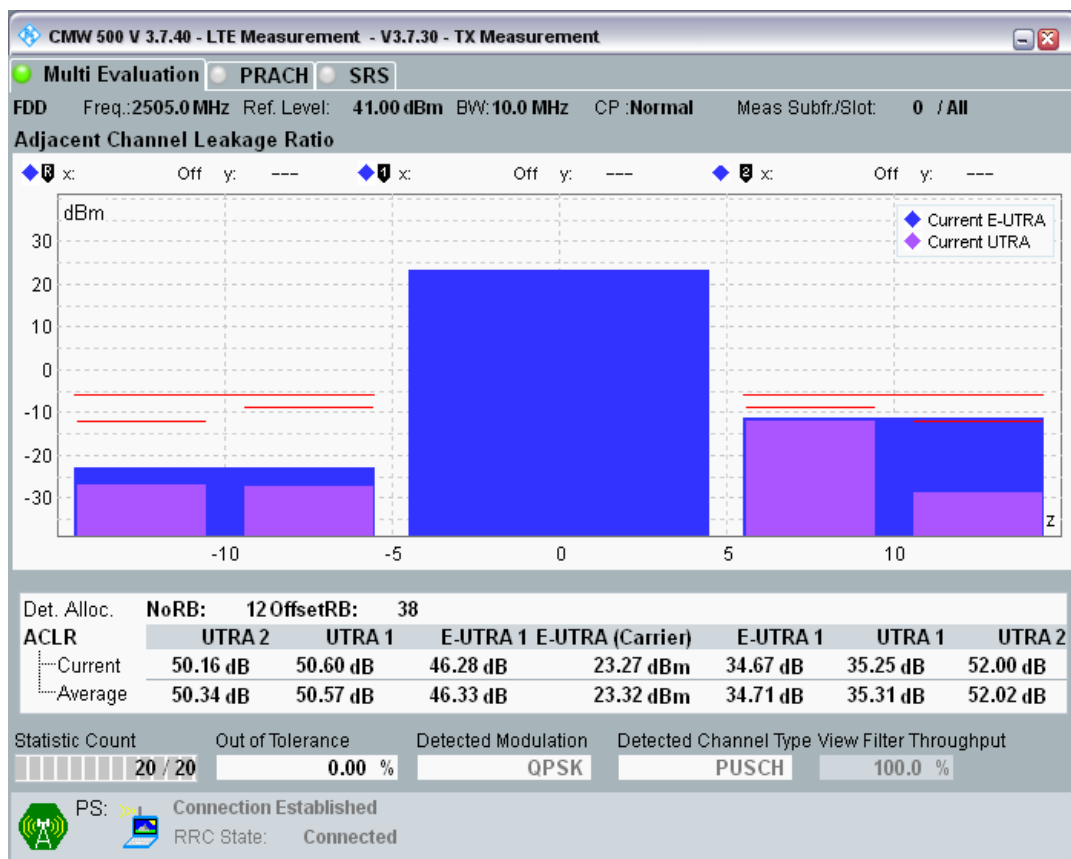 CMW 500 V 3.7.40 - LTE Measurement - V3.7.30 - TX Measurement
Multi Evaluation PRACH SRS
FDD Freq.:2505.0 MHz Ref. Level: 41.00 dBm BW:10.0 MHz CP :Normal Meas Subfr./Slot: 0 / All
Adjacent Channel Leakage Ratio
R x: Off y: --- 1 x: Off y: --- 2 x: Off y: ---
dBm
Current E-UTRA
Current UTRA
30
20
10
0
-10
-20
-30
z
-10 -5 0 5 10
Det. Alloc. NoRB: 12 OffsetRB: 38
ACLR UTRA 2 UTRA 1 E-UTRA 1 E-UTRA (Carrier) E-UTRA 1 UTRA 1 UTRA 2
Current 50.16 dB 50.60 dB 46.28 dB 23.27 dBm 34.67 dB 35.25 dB 52.00 dB
Average 50.34 dB 50.57 dB 46.33 dB 23.32 dBm 34.71 dB 35.31 dB 52.02 dB
Statistic Count Out of Tolerance Detected Modulation Detected Channel Type View Filter Throughput
20 / 20 0.00 % QPSK PUSCH 100.0 %
PS: Connection Established
RRC State: Connected